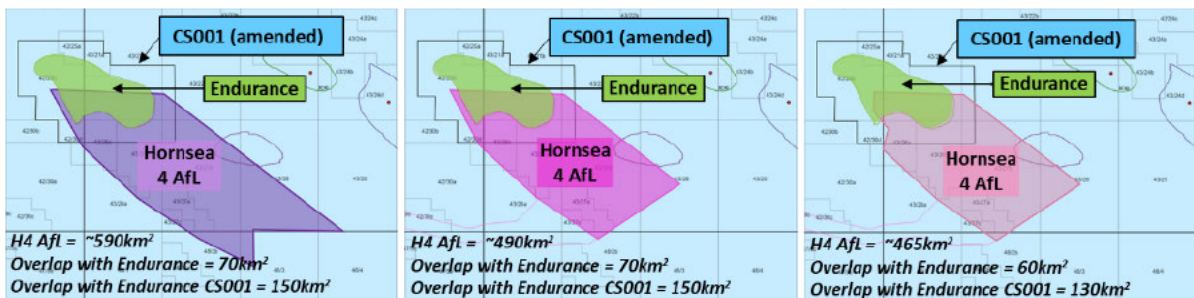 CS001 (amended)
Endurance
Hornsea
4 AfL
H4 AfL = ~590km²
Overlap with Endurance = 70km²
Overlap with Endurance CS001 = 150km²
CS001 (amended)
Endurance
Hornsea
4 AfL
H4 AfL = ~490km²
Overlap with Endurance = 70km²
Overlap with Endurance CS001 = 150km²
CS001 (amended)
Endurance
Hornsea
4 AfL
H4 AfL = ~465km²
Overlap with Endurance = 60km²
Overlap with Endurance CS001 = 130km²